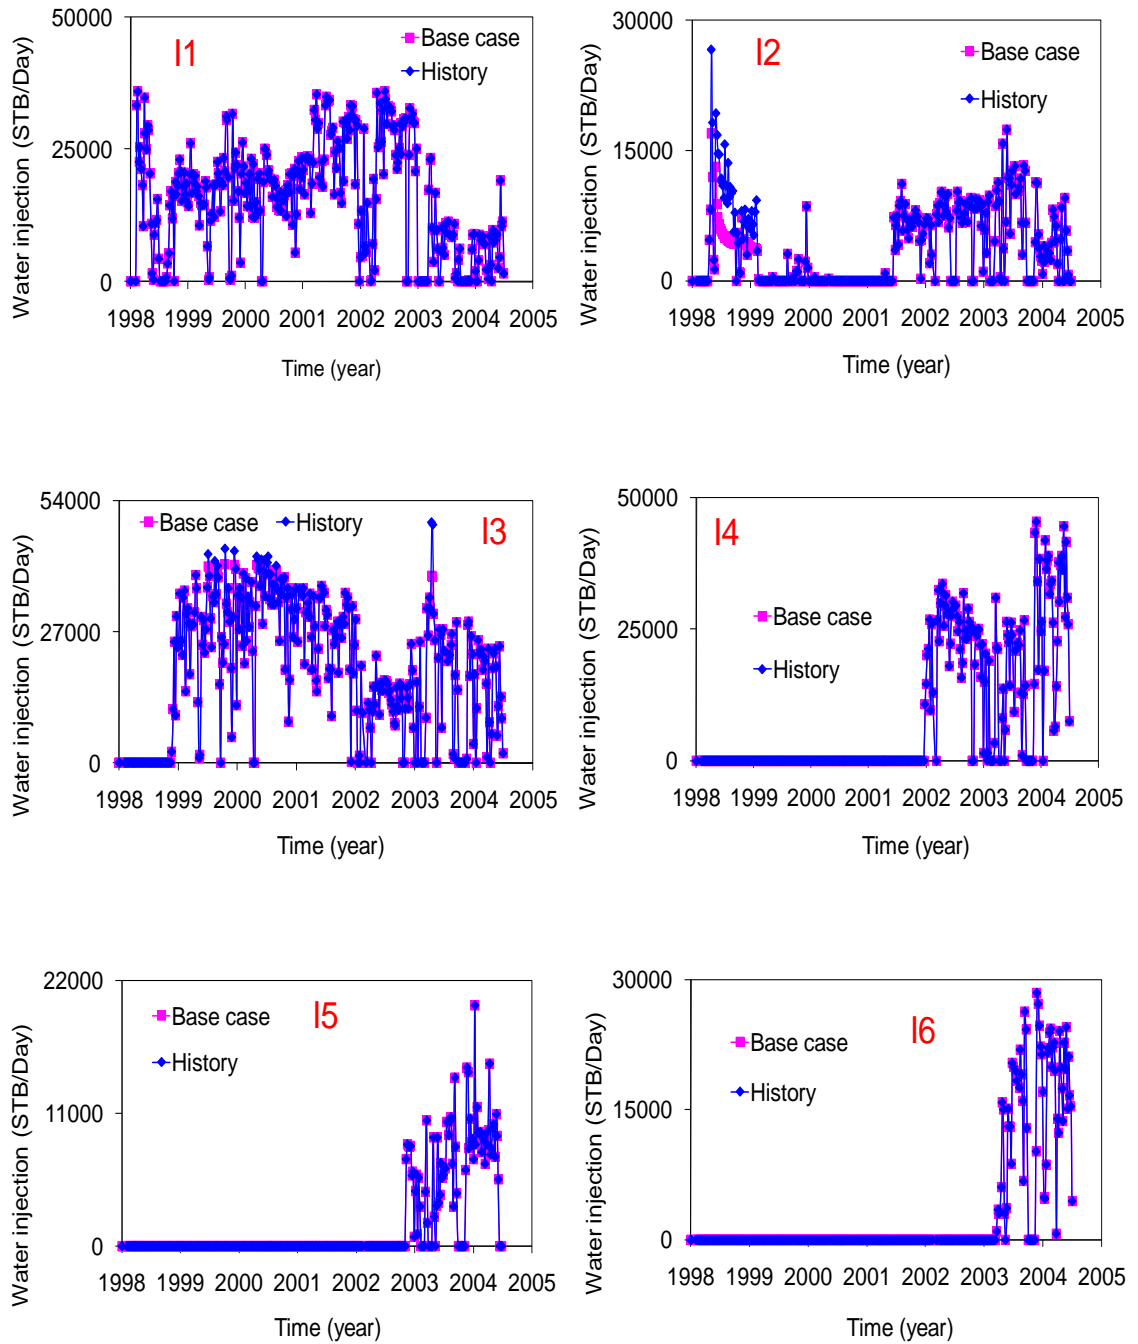 50000
25000
0
Water injection (STB/Day)
I1
Base case
History
1998 1999 2000 2001 2002 2003 2004 2005
Time (year)
30000
15000
0
Water injection (STB/Day)
I2
Base case
History
1998 1999 2000 2001 2002 2003 2004 2005
Time (year)
54000
27000
0
Water injection (STB/Day)
Base case History
I3
1998 1999 2000 2001 2002 2003 2004 2005
Time (year)
50000
25000
0
Water injection (STB/Day)
I4
Base case
History
1998 1999 2000 2001 2002 2003 2004 2005
Time (year)
22000
11000
0
Water injection (STB/Day)
Base case
History
I5
1998 1999 2000 2001 2002 2003 2004 2005
Time (year)
30000
15000
0
Water injection (STB/Day)
Base case
History
I6
1998 1999 2000 2001 2002 2003 2004 2005
Time (year)